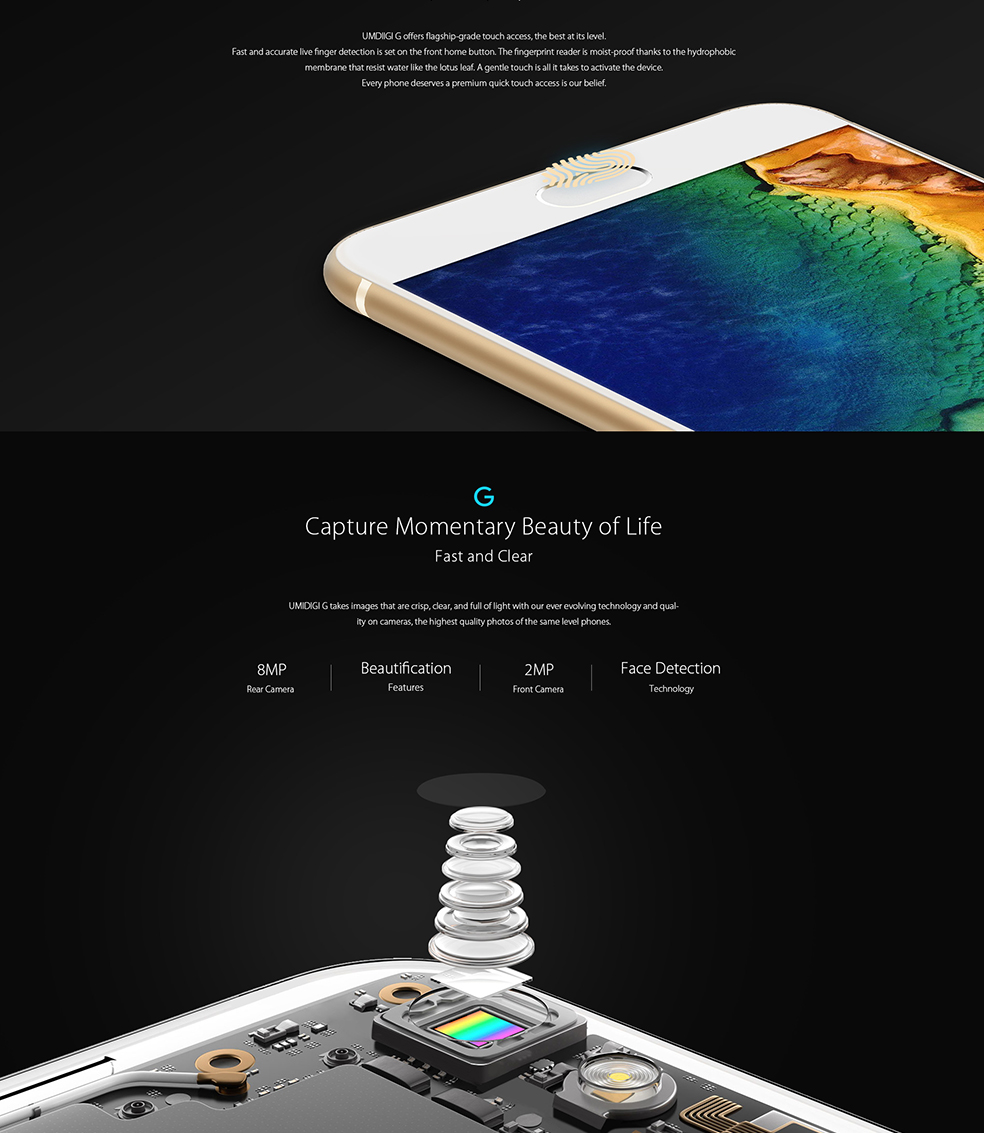 UMDIIGI G offers flagship-grade touch access, the best at its level.
Fast and accurate live finger detection is set on the front home button. The fingerprint reader is moist-proof thanks to the hydrophobic
membrane that resist water like the lotus leaf. A gentle touch is all it takes to activate the device.
Every phone deserves a premium quick touch access is our belief.
G
Capture Momentary Beauty of Life
Fast and Clear
UMIDIGI G takes images that are crisp, clear, and full of light with our ever evolving technology and qual-
ity on cameras, the highest quality photos of the same level phones.
8MP Beautification 2MP Face Detection
Rear Camera Features Front Camera Technology